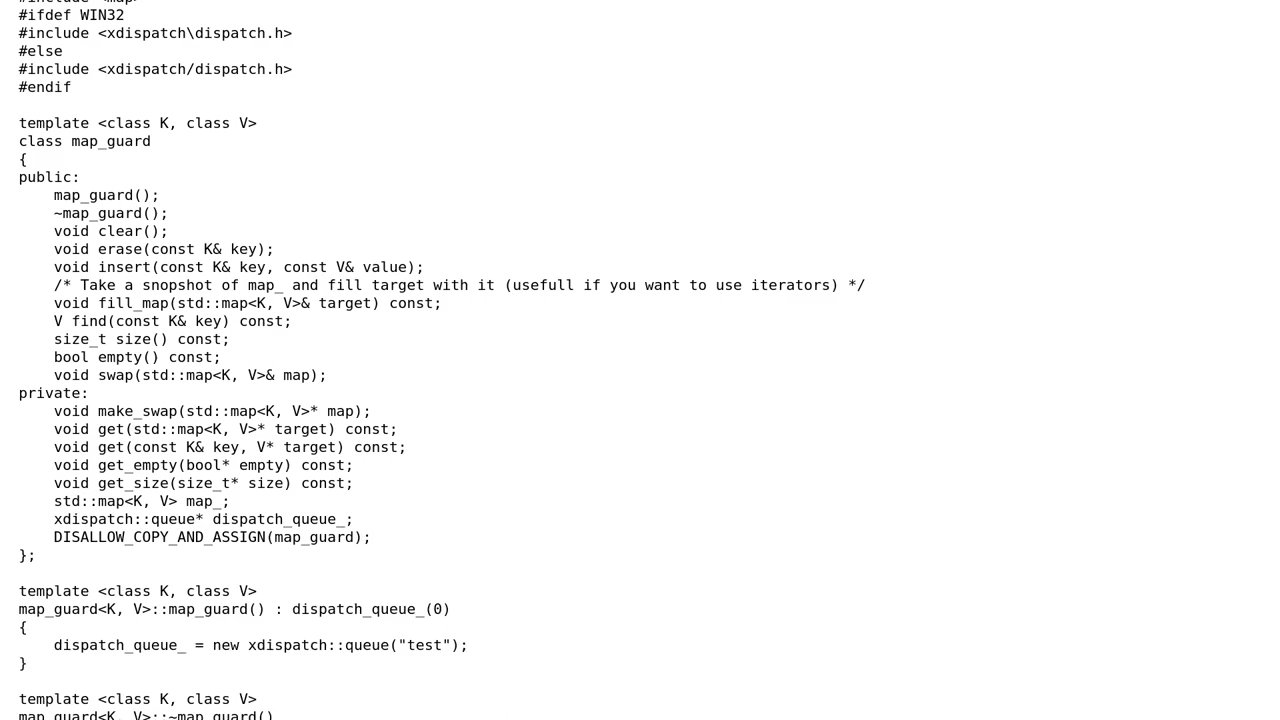 #include <map>
#ifdef WIN32
#include <xdispatch\dispatch.h>
#else
#include <xdispatch/dispatch.h>
#endif

template <class K, class V>
class map_guard
{
public:
    map_guard();
    ~map_guard();
    void clear();
    void erase(const K& key);
    void insert(const K& key, const V& value);
    /* Take a snopshot of map_ and fill target with it (usefull if you want to use iterators) */
    void fill_map(std::map<K, V>& target) const;
    V find(const K& key) const;
    size_t size() const;
    bool empty() const;
    void swap(std::map<K, V>& map);
private:
    void make_swap(std::map<K, V>* map);
    void get(std::map<K, V>* target) const;
    void get(const K& key, V* target) const;
    void get_empty(bool* empty) const;
    void get_size(size_t* size) const;
    std::map<K, V> map_;
    xdispatch::queue* dispatch_queue_;
    DISALLOW_COPY_AND_ASSIGN(map_guard);
};

template <class K, class V>
map_guard<K, V>::map_guard() : dispatch_queue_(0)
{
    dispatch_queue_ = new xdispatch::queue("test");
}

template <class K, class V>
map_guard<K, V>::~map_guard()